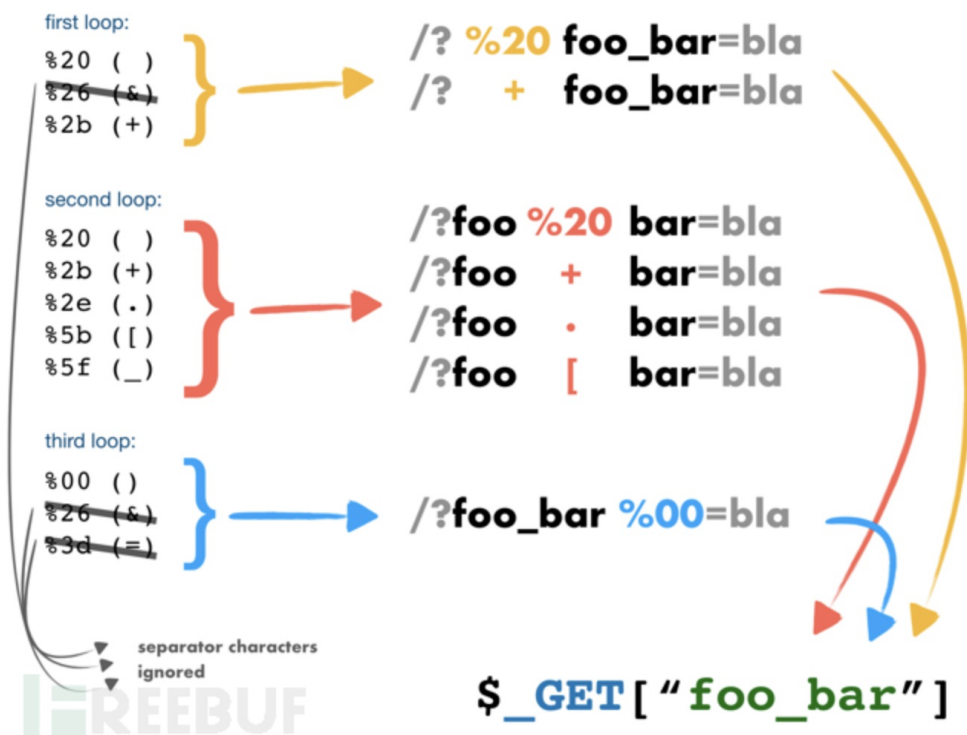 first loop:
%20 ( )
%26 (&)
%2b (+)
/? %20 foo_bar=bla
/? + foo_bar=bla
second loop:
%20 ( )
%2b (+)
%2e (.)
%5b ([)
%5f (_)
/?foo %20 bar=bla
/?foo + bar=bla
/?foo . bar=bla
/?foo [ bar=bla
third loop:
%00 ()
%26 (&)
%3d (=)
/?foo_bar %00=bla
separator characters
ignored
FREEBUF
$_GET[“foo_bar”]